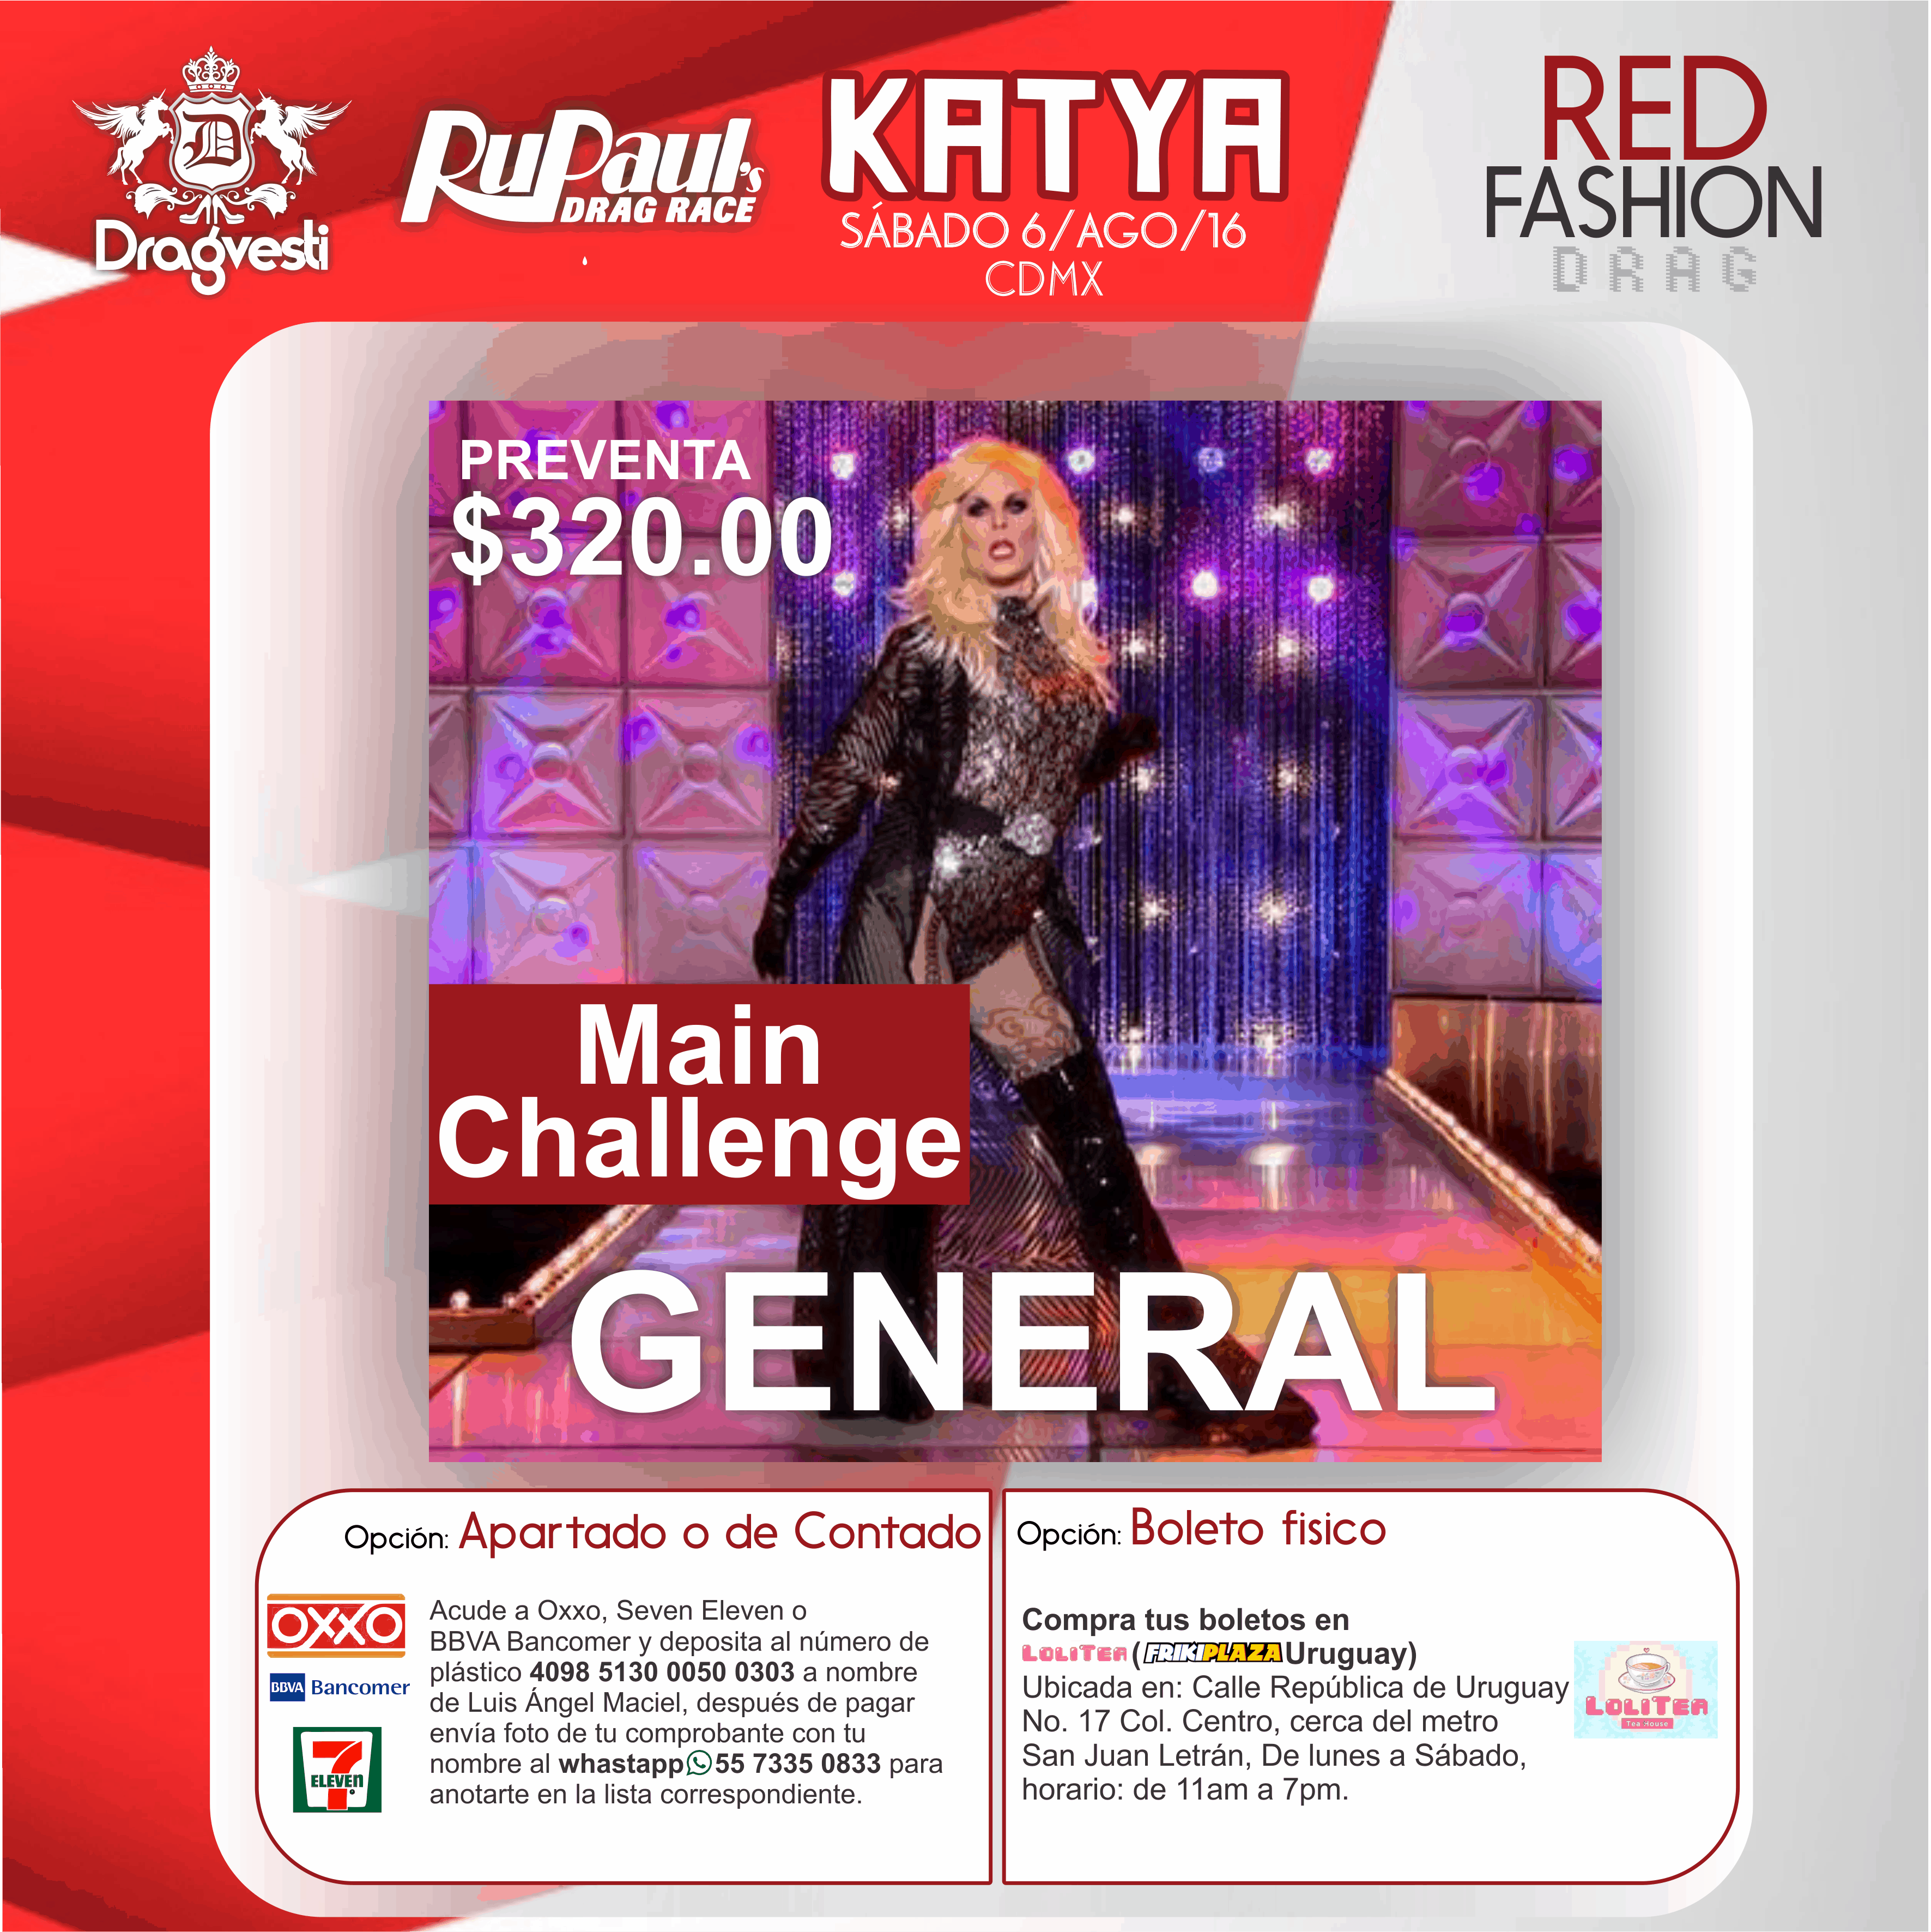 D
Dragvesti
RuPaul's
DRAG RACE
KATYA
SÁBADO 6/AGO/16
CDMX
RED
FASHION
DRAG
PREVENTA
$320.00
Main
Challenge
GENERAL
Opción: Apartado o de Contado
OXXO
BBVA Bancomer
7
ELEVEn
Acude a Oxxo, Seven Eleven o
BBVA Bancomer y deposita al número de
plástico 4098 5130 0050 0303 a nombre
de Luis Ángel Maciel, después de pagar
envía foto de tu comprobante con tu
nombre al whastapp 55 7335 0833 para
anotarte en la lista correspondiente.
Opción: Boleto fisico
Compra tus boletos en
LOLITEA (FRIKIPLAZA Uruguay)
Ubicada en: Calle República de Uruguay
No. 17 Col. Centro, cerca del metro
San Juan Letrán, De lunes a Sábado,
horario: de 11am a 7pm.
LOLITEA
Tea House